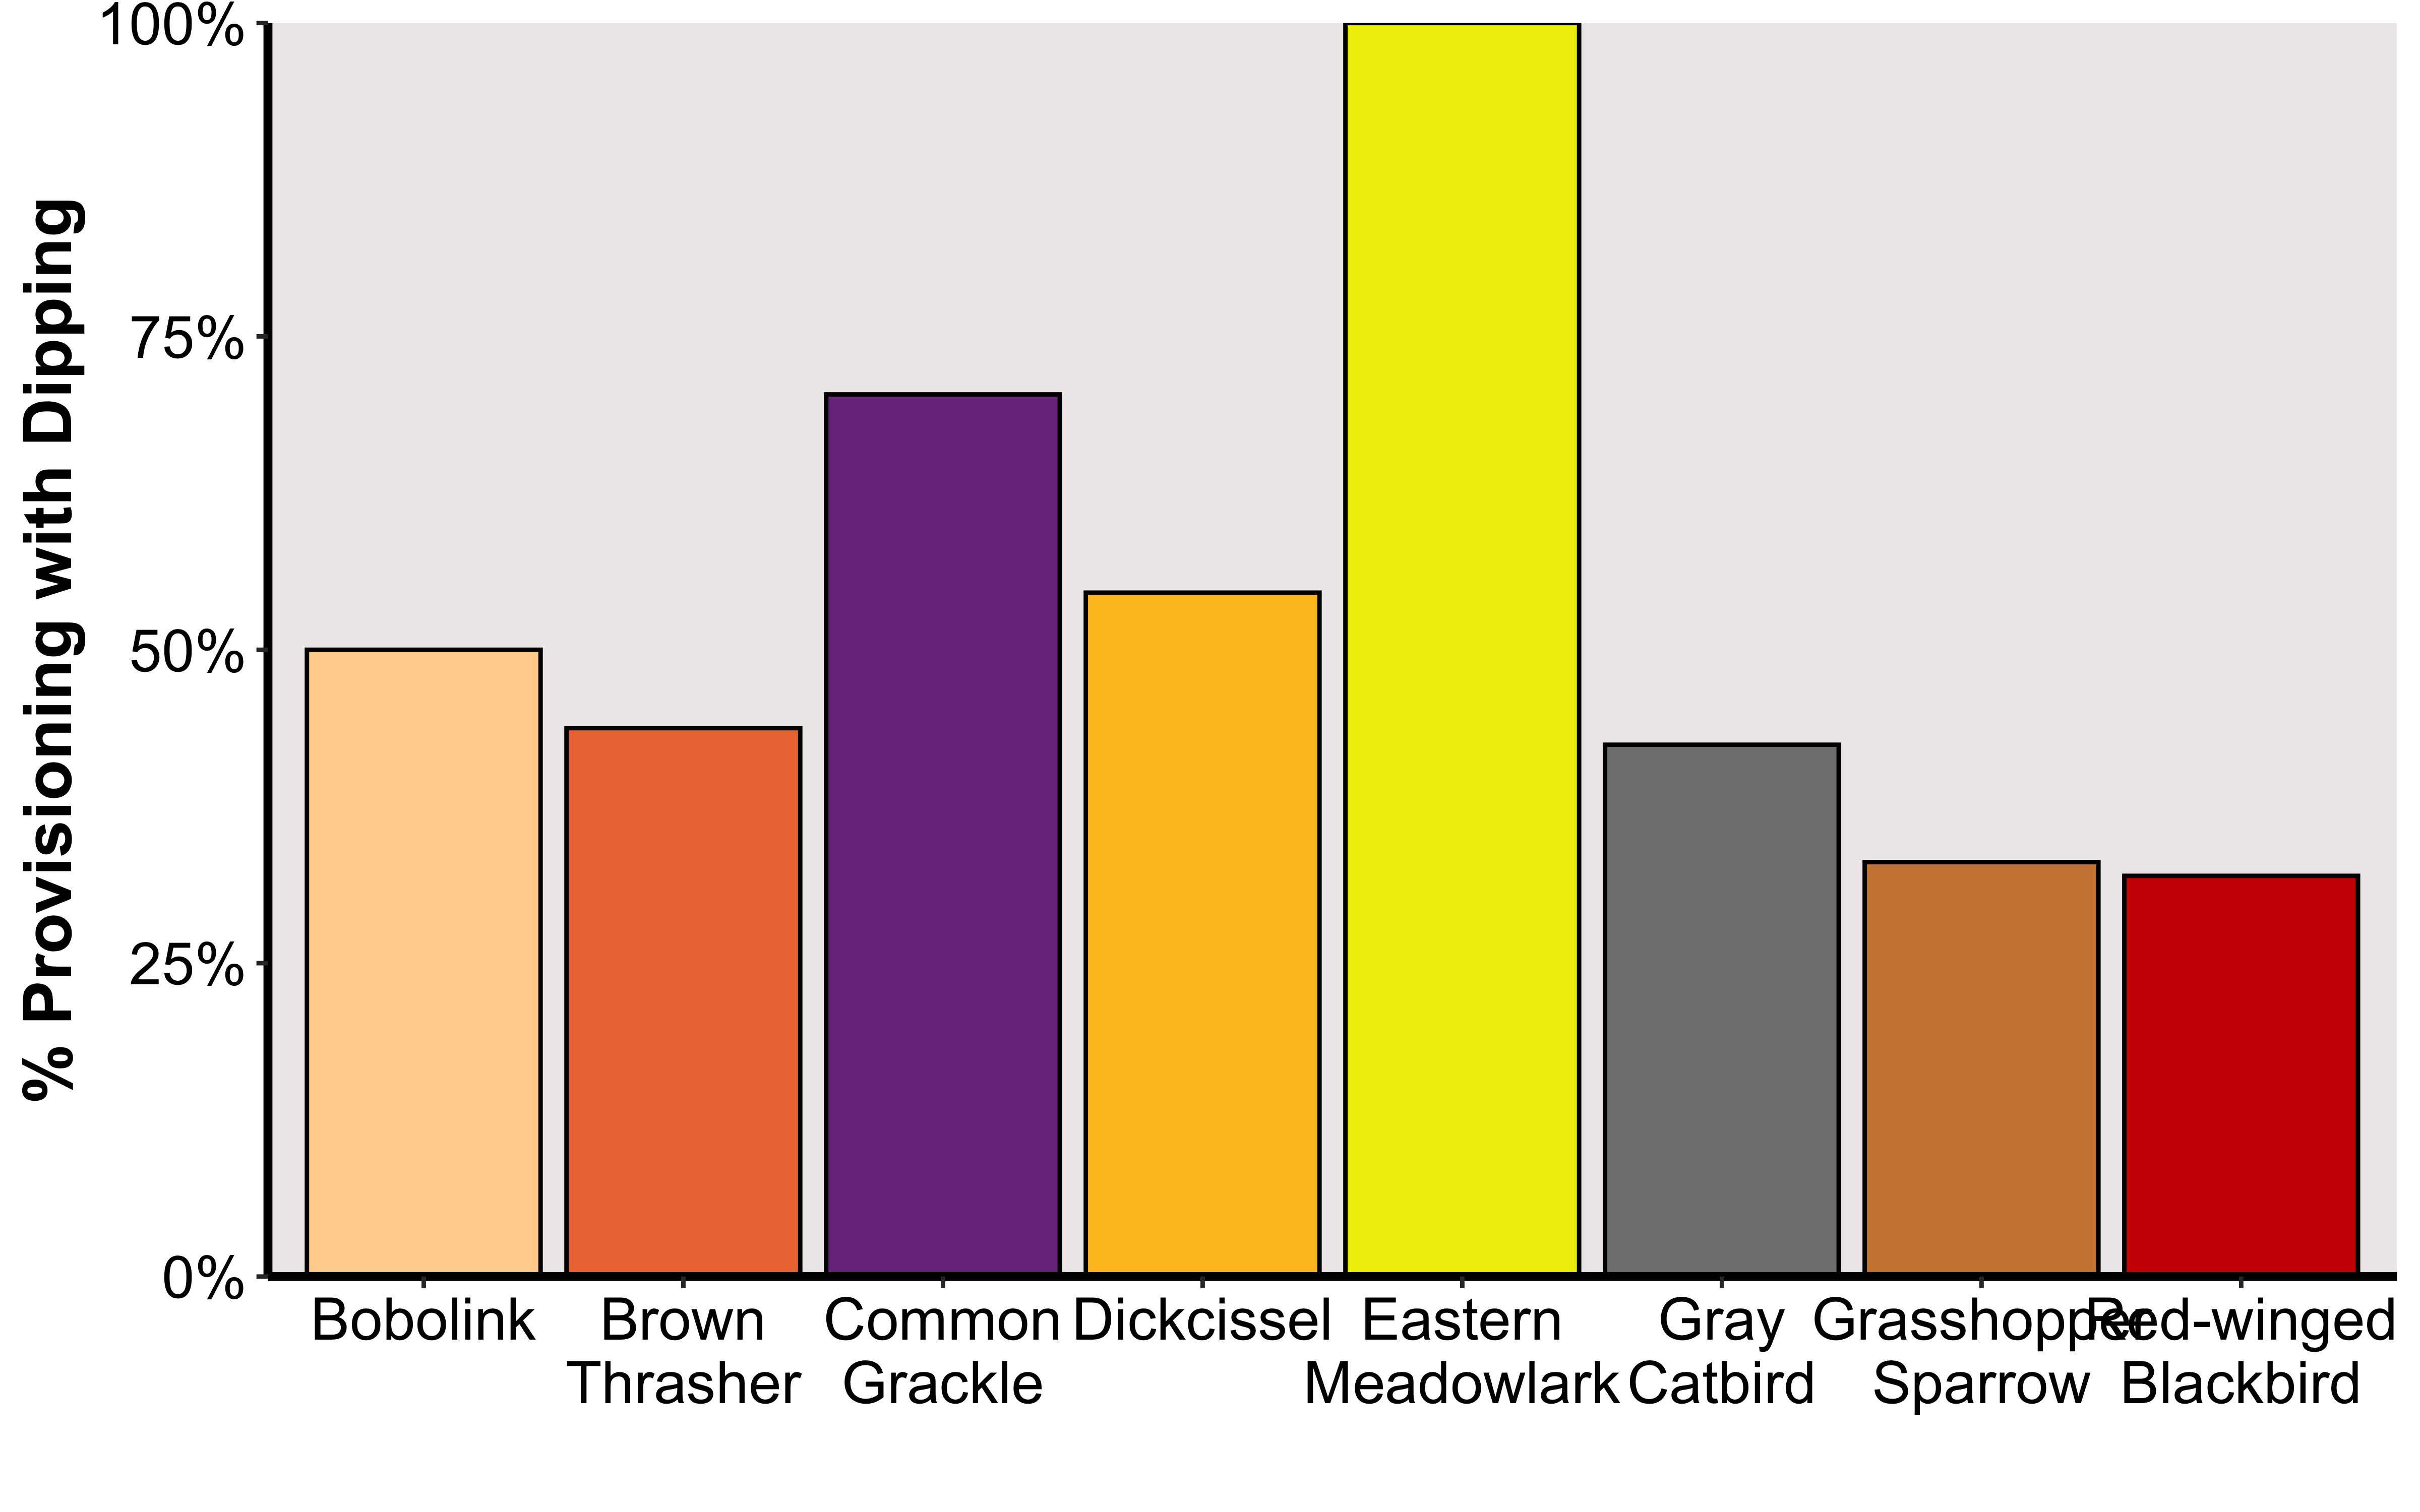 % Provisioning with Dipping
100%
75%
50%
25%
0%
Bobolink
Brown
Thrasher
Common
Grackle
Dickcissel
Eastern
Meadowlark
Gray
Catbird
Grasshopper
Sparrow
Red-winged
Blackbird